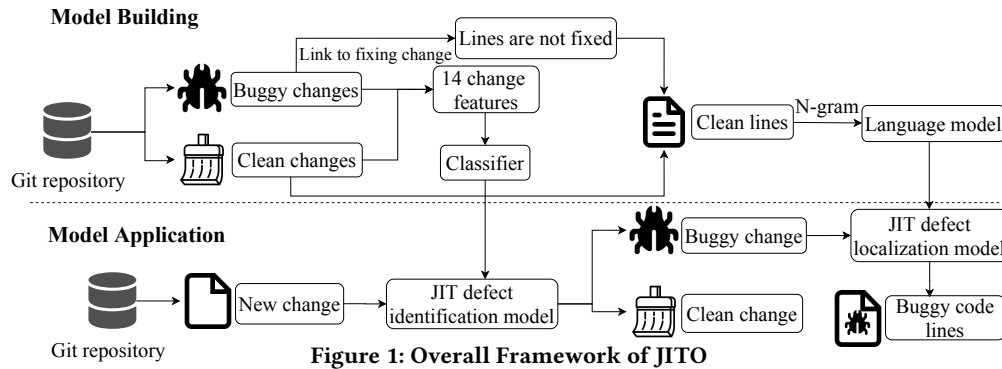 Model Building
Lines are not fixed
Link to fixing change
Buggy changes
14 change
features
Clean lines
N-gram
Language model
Clean changes
Classifier
Git repository
Model Application
Buggy change
JIT defect
localization model
New change
JIT defect
identification model
Clean change
Buggy code
lines
Git repository
Figure 1: Overall Framework of JITO